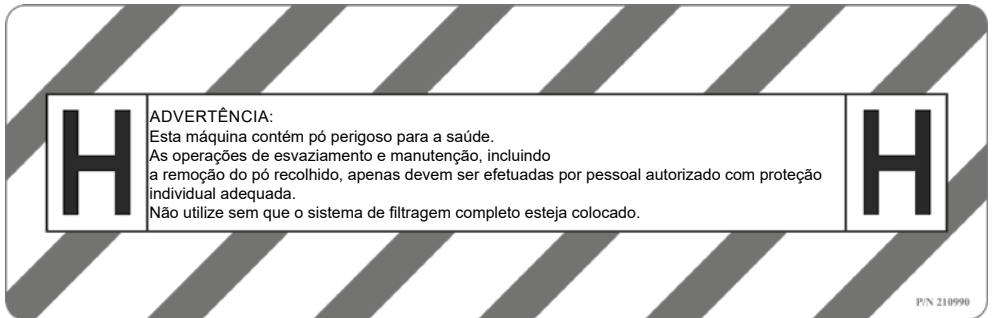 H
ADVERTÊNCIA:
Esta máquina contém pó perigoso para a saúde.
As operações de esvaziamento e manutenção, incluindo
a remoção do pó recolhido, apenas devem ser efetuadas por pessoal autorizado com proteção
individual adequada.
Não utilize sem que o sistema de filtragem completo esteja colocado.
H
P/N 210990